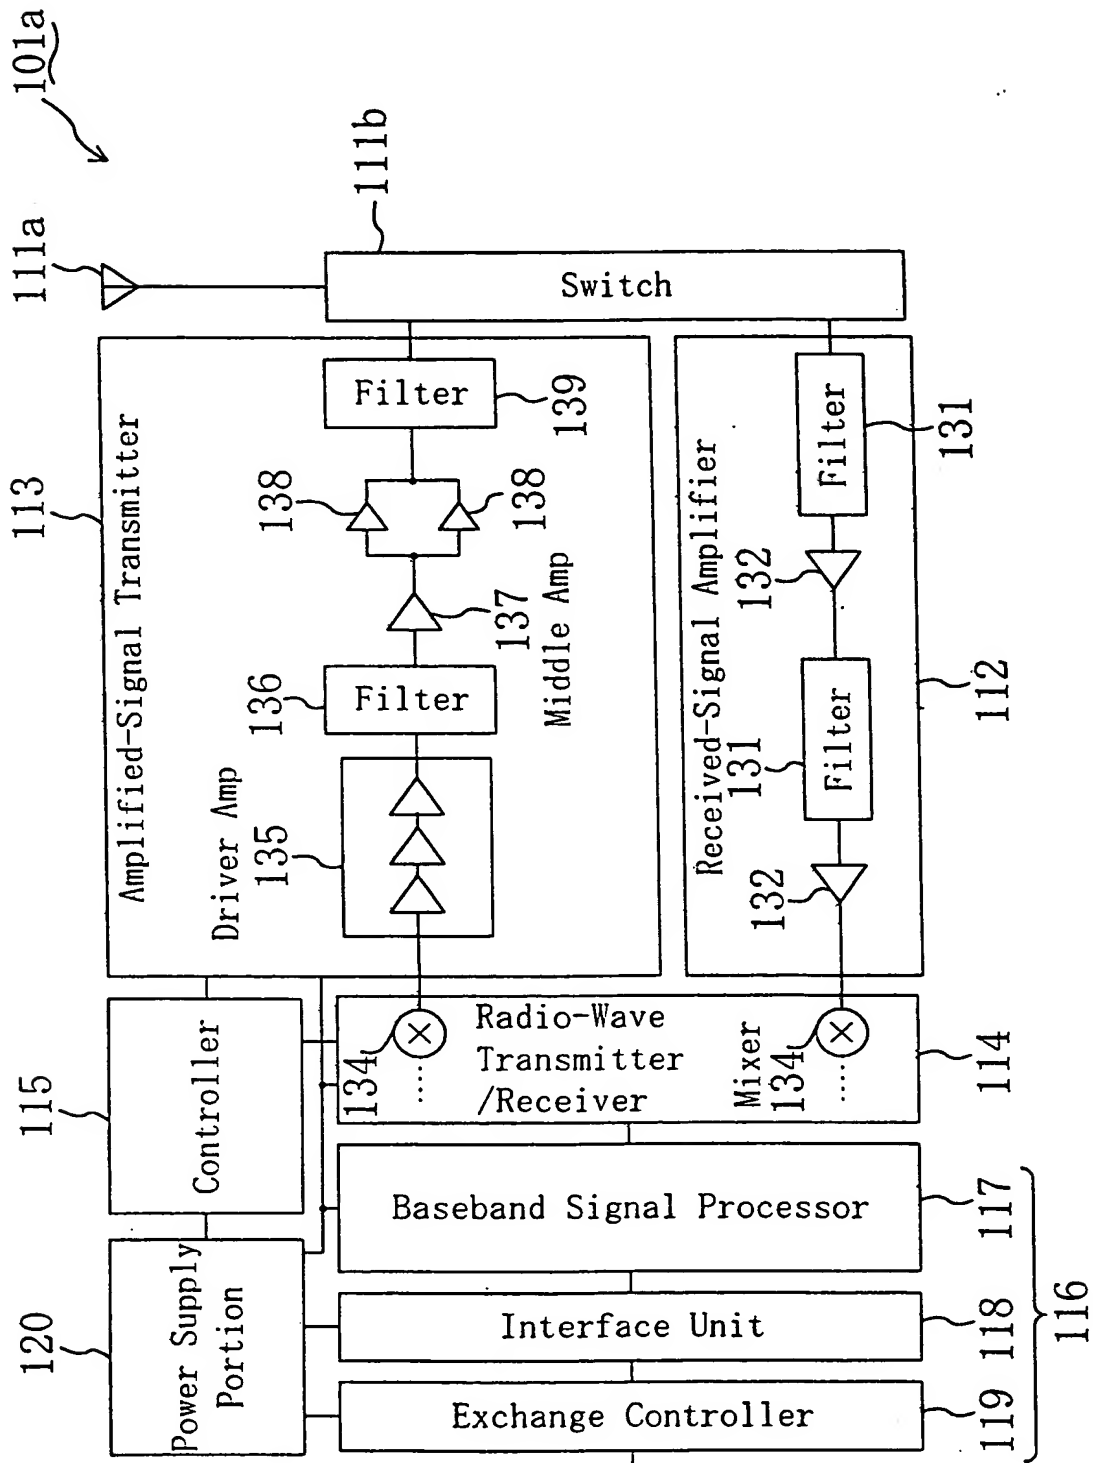 101a
111a
111b
Switch
113
Amplified-Signal Transmitter
Filter
139
138
138
137
Middle Amp
136
Filter
Driver Amp
135
Received-Signal Amplifier
Filter
131
132
131
Filter
132
112
115
Controller
134
Radio-Wave
Transmitter
/Receiver
Mixer
134
114
Baseband Signal Processor
117
120
Power Supply
Portion
Interface Unit
118
Exchange Controller
119
116